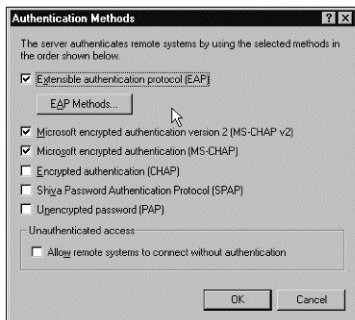 Authentication Methods
The server authenticates remote systems by using the selected methods in
the order shown below.
Extensible authentication protocol (EAP)
EAP Methods...
Microsoft encrypted authentication version 2 (MS-CHAP v2)
Microsoft encrypted authentication (MS-CHAP)
Encrypted authentication (CHAP)
Shiva Password Authentication Protocol (SPAP)
Unencrypted password (PAP)
Unauthenticated access
Allow remote systems to connect without authentication
OK Cancel